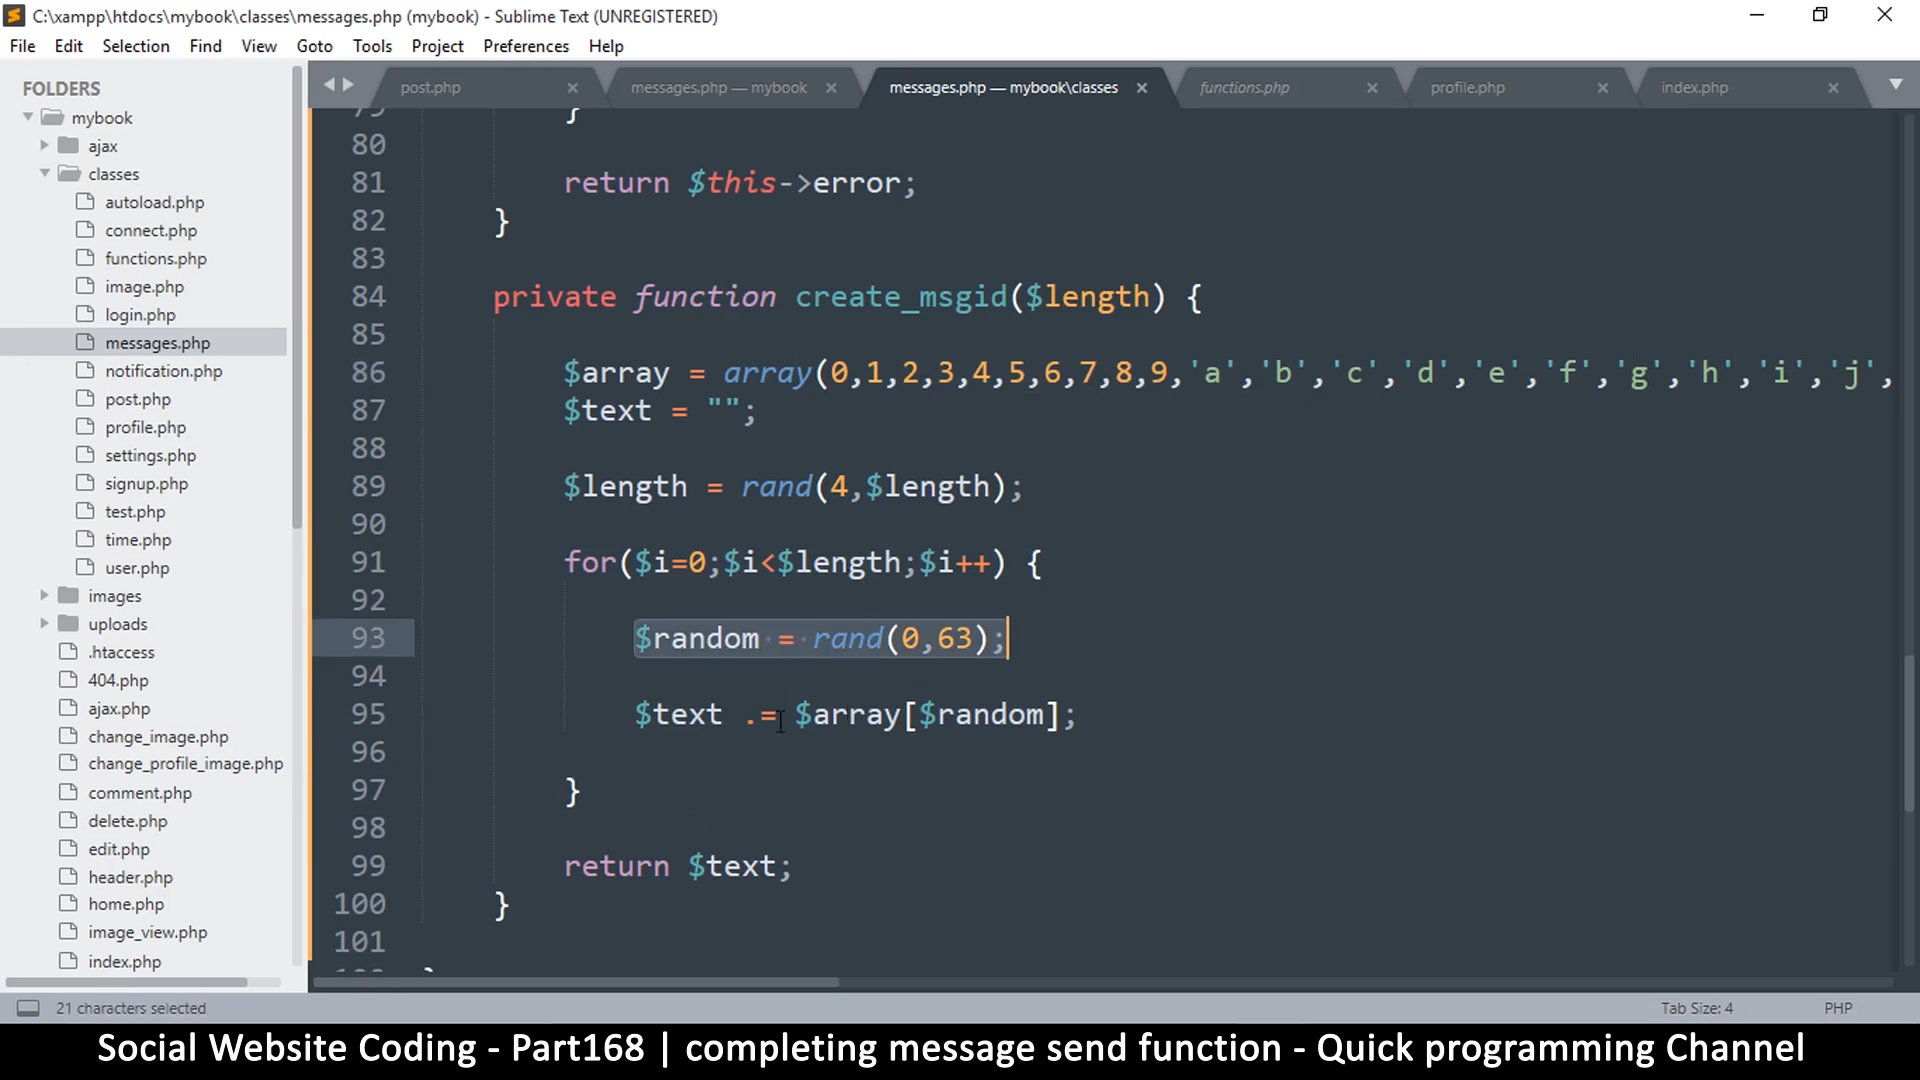 C:\xampp\htdocs\mybook\classes\messages.php (mybook) - Sublime Text (UNREGISTERED)
File Edit Selection Find View Goto Tools Project Preferences Help
FOLDERS
mybook
ajax
classes
autoload.php
connect.php
functions.php
image.php
login.php
messages.php
notification.php
post.php
profile.php
settings.php
signup.php
test.php
time.php
user.php
images
uploads
.htaccess
404.php
ajax.php
change_image.php
change_profile_image.php
comment.php
delete.php
edit.php
header.php
home.php
image_view.php
index.php
post.php messages.php — mybook messages.php — mybook\classes functions.php profile.php index.php
79 }
80
81 return $this->error;
82 }
83
84 private function create_msgid($length) {
85
86 $array = array(0,1,2,3,4,5,6,7,8,9,'a','b','c','d','e','f','g','h','i','j',
87 $text = "";
88
89 $length = rand(4,$length);
90
91 for($i=0;$i<$length;$i++) {
92
93 $random = rand(0,63);
94
95 $text .= $array[$random];
96
97 }
98
99 return $text;
100 }
101
21 characters selected Tab Size: 4 PHP
Social Website Coding - Part168 | completing message send function - Quick programming Channel